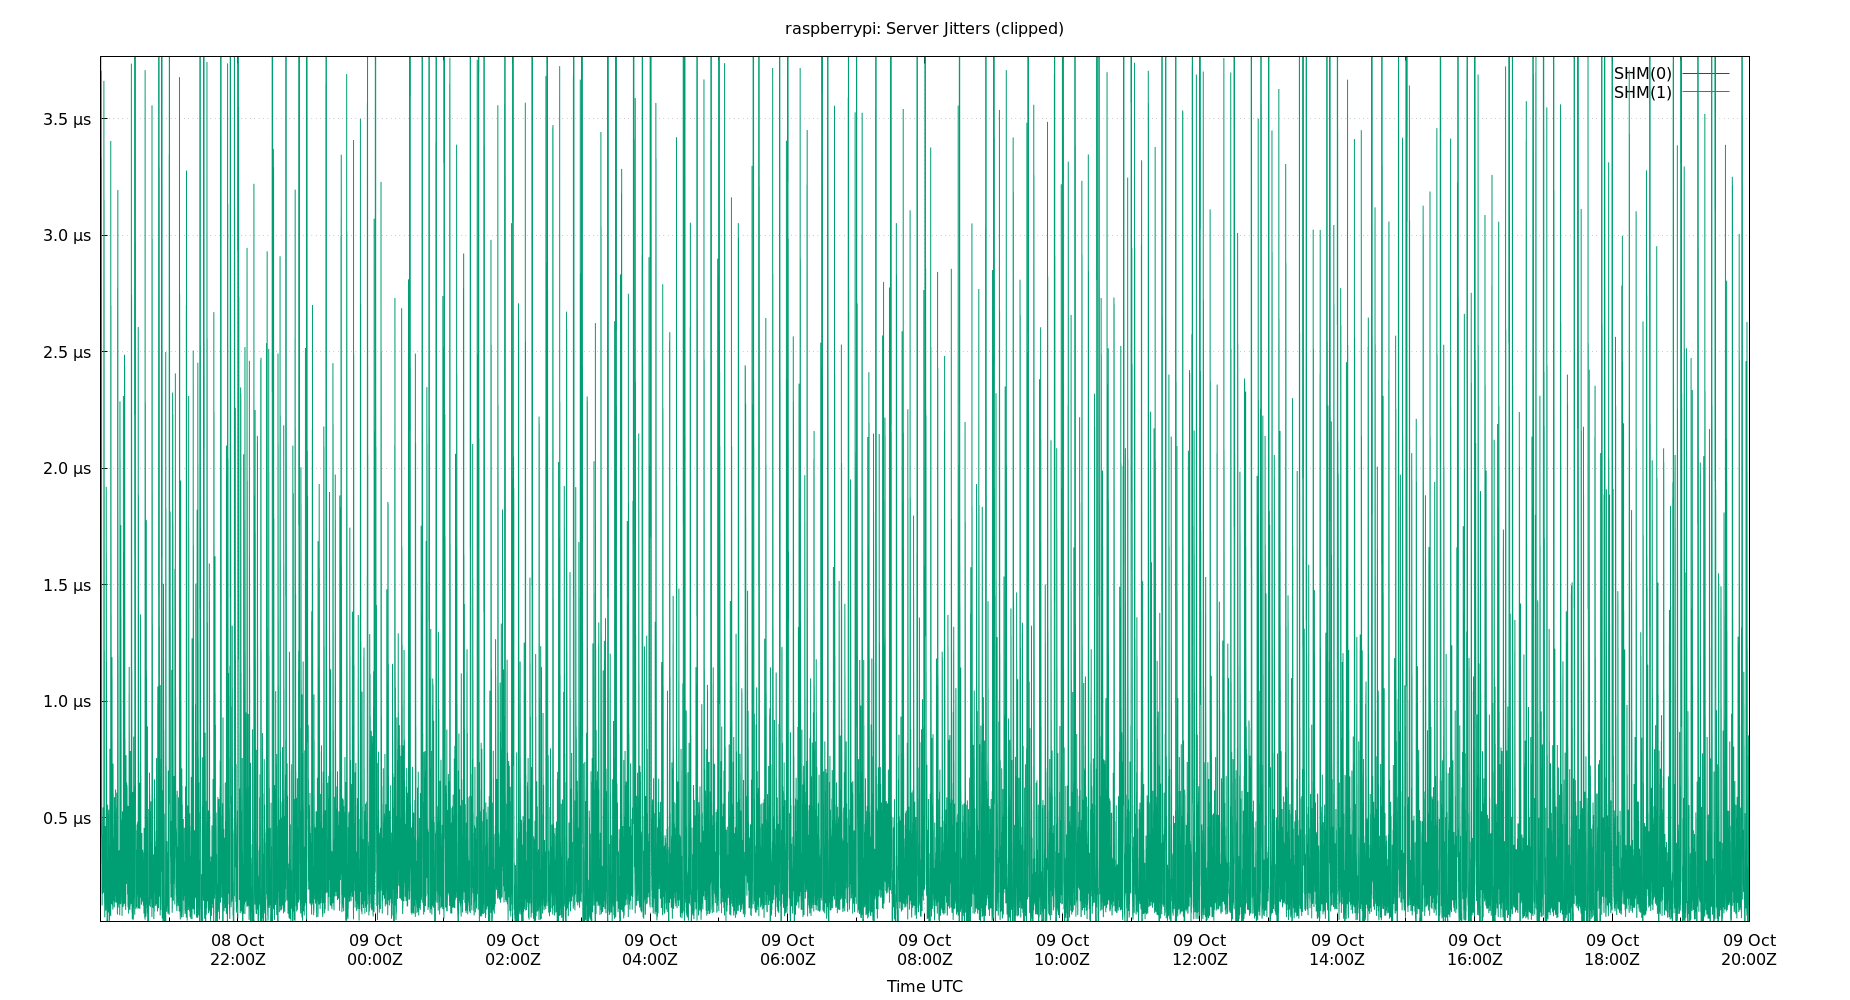 raspberrypi: Server Jitters (clipped)
SHM(0)
SHM(1)
3.5 µs
3.0 µs
2.5 µs
2.0 µs
1.5 µs
1.0 µs
0.5 µs
08 Oct 09 Oct 09 Oct 09 Oct 09 Oct 09 Oct 09 Oct 09 Oct 09 Oct 09 Oct 09 Oct 09 Oct
22:00Z 00:00Z 02:00Z 04:00Z 06:00Z 08:00Z 10:00Z 12:00Z 14:00Z 16:00Z 18:00Z 20:00Z
Time UTC